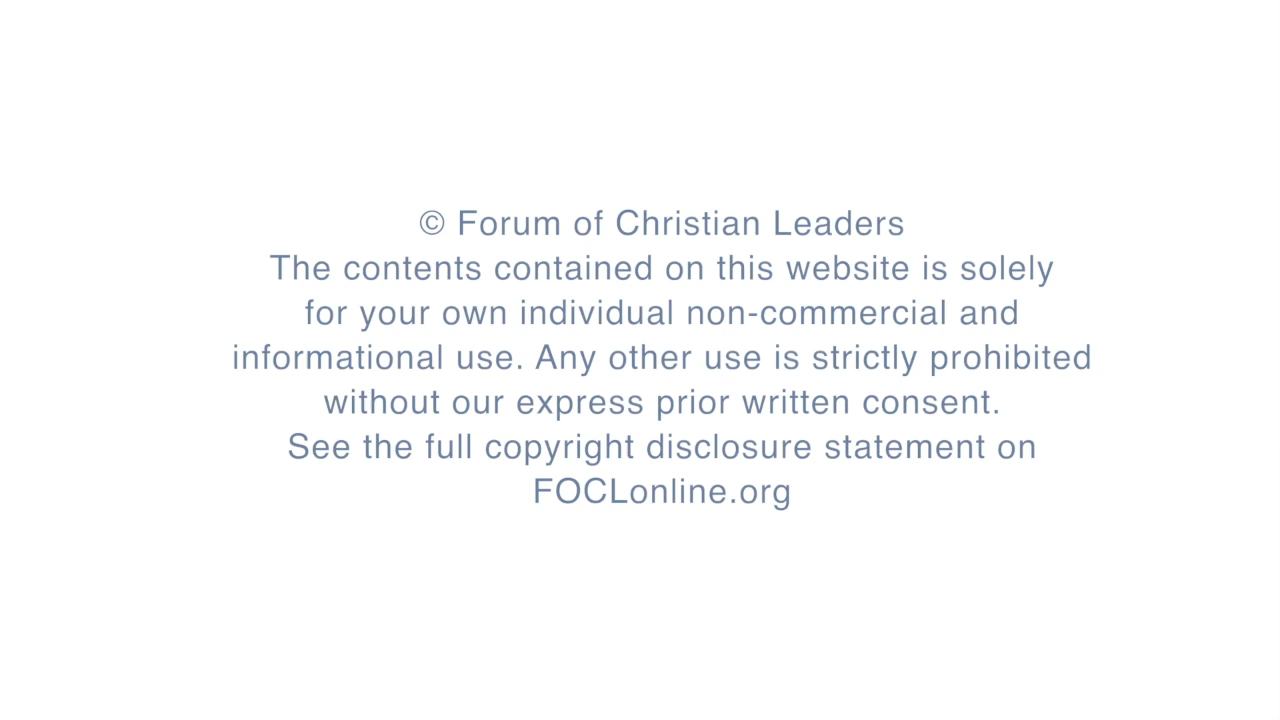 © Forum of Christian Leaders
The contents contained on this website is solely
for your own individual non-commercial and
informational use. Any other use is strictly prohibited
without our express prior written consent.
See the full copyright disclosure statement on
FOCLonline.org